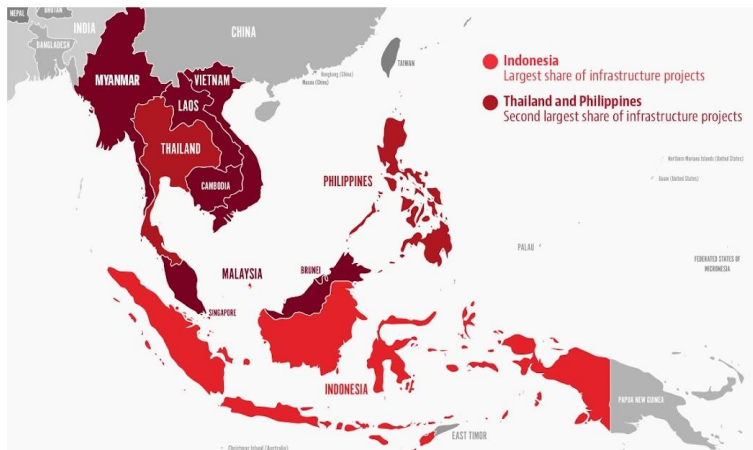 NEPAL
BHUTAN
INDIA
BANGLADESH
CHINA
TAIWAN
Hongkong (China)
Macau (China)
MYANMAR
VIETNAM
LAOS
THAILAND
CAMBODIA
PHILIPPINES
MALAYSIA
BRUNEI
SINGAPORE
INDONESIA
Indonesia
Largest share of infrastructure projects
Thailand and Philippines
Second largest share of infrastructure projects
Northern Mariana Islands (United States)
Guam (United States)
PALAU
FEDERATED STATES OF
MICRONESIA
PAPUA NEW GUINEA
EAST TIMOR
Christmas Island (Australia)